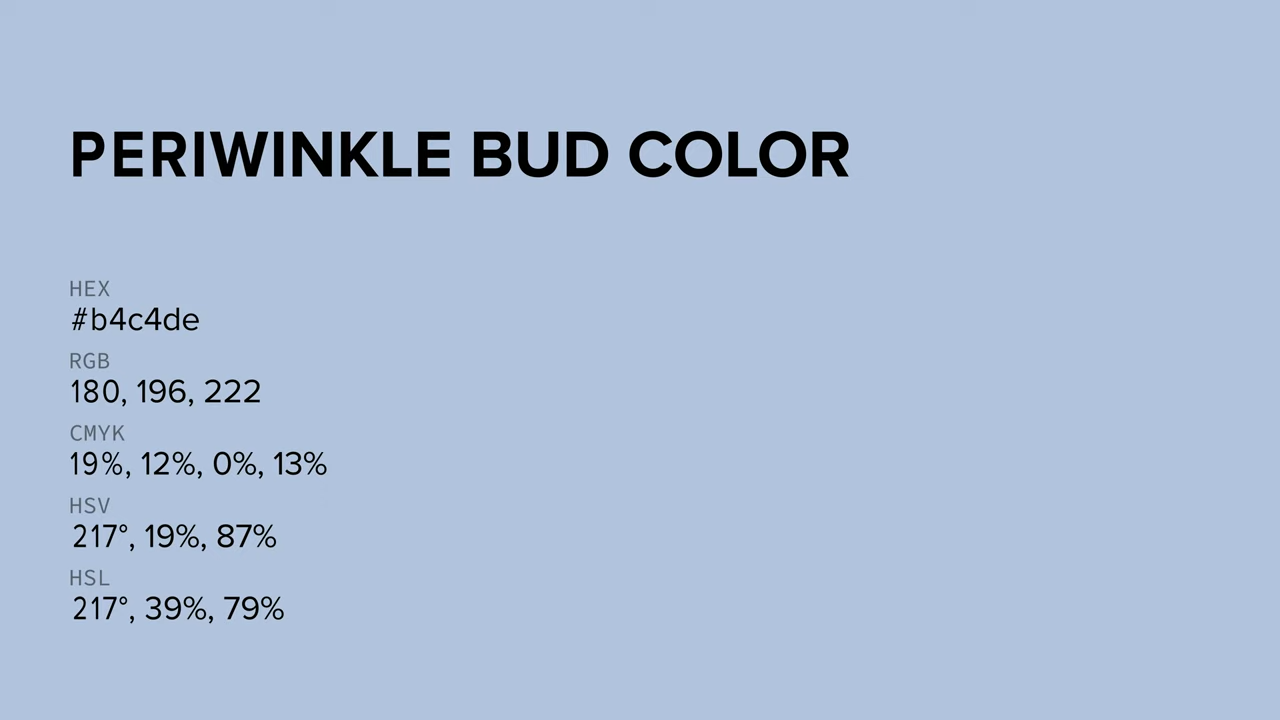 PERIWINKLE BUD COLOR
HEX
#b4c4de
RGB
180, 196, 222
CMYK
19%, 12%, 0%, 13%
HSV
217°, 19%, 87%
HSL
217°, 39%, 79%